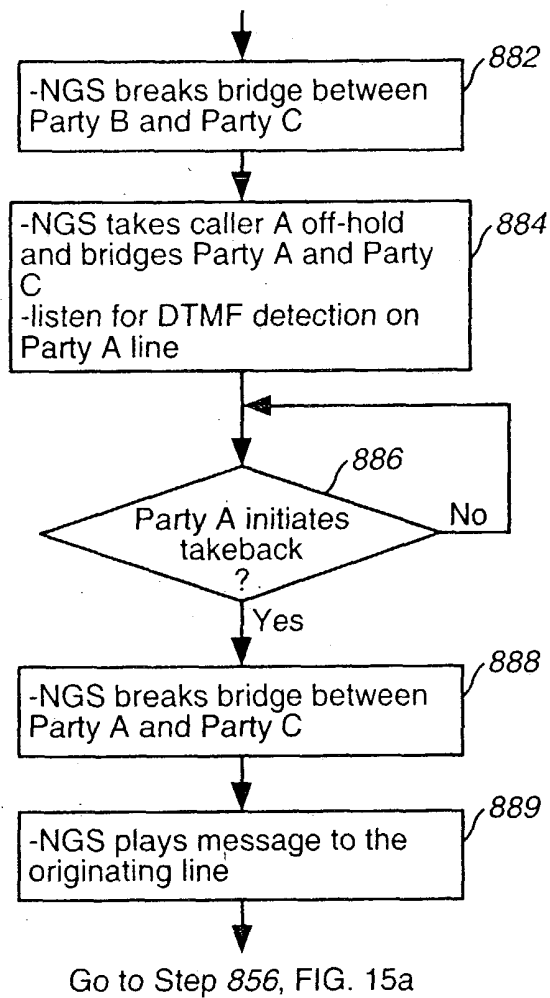 882
-NGS breaks bridge between
Party B and Party C
884
-NGS takes caller A off-hold
and bridges Party A and Party
C
-listen for DTMF detection on
Party A line
886
Party A initiates
takeback
?
No
Yes
888
-NGS breaks bridge between
Party A and Party C
889
-NGS plays message to the
originating line
Go to Step 856, FIG. 15a